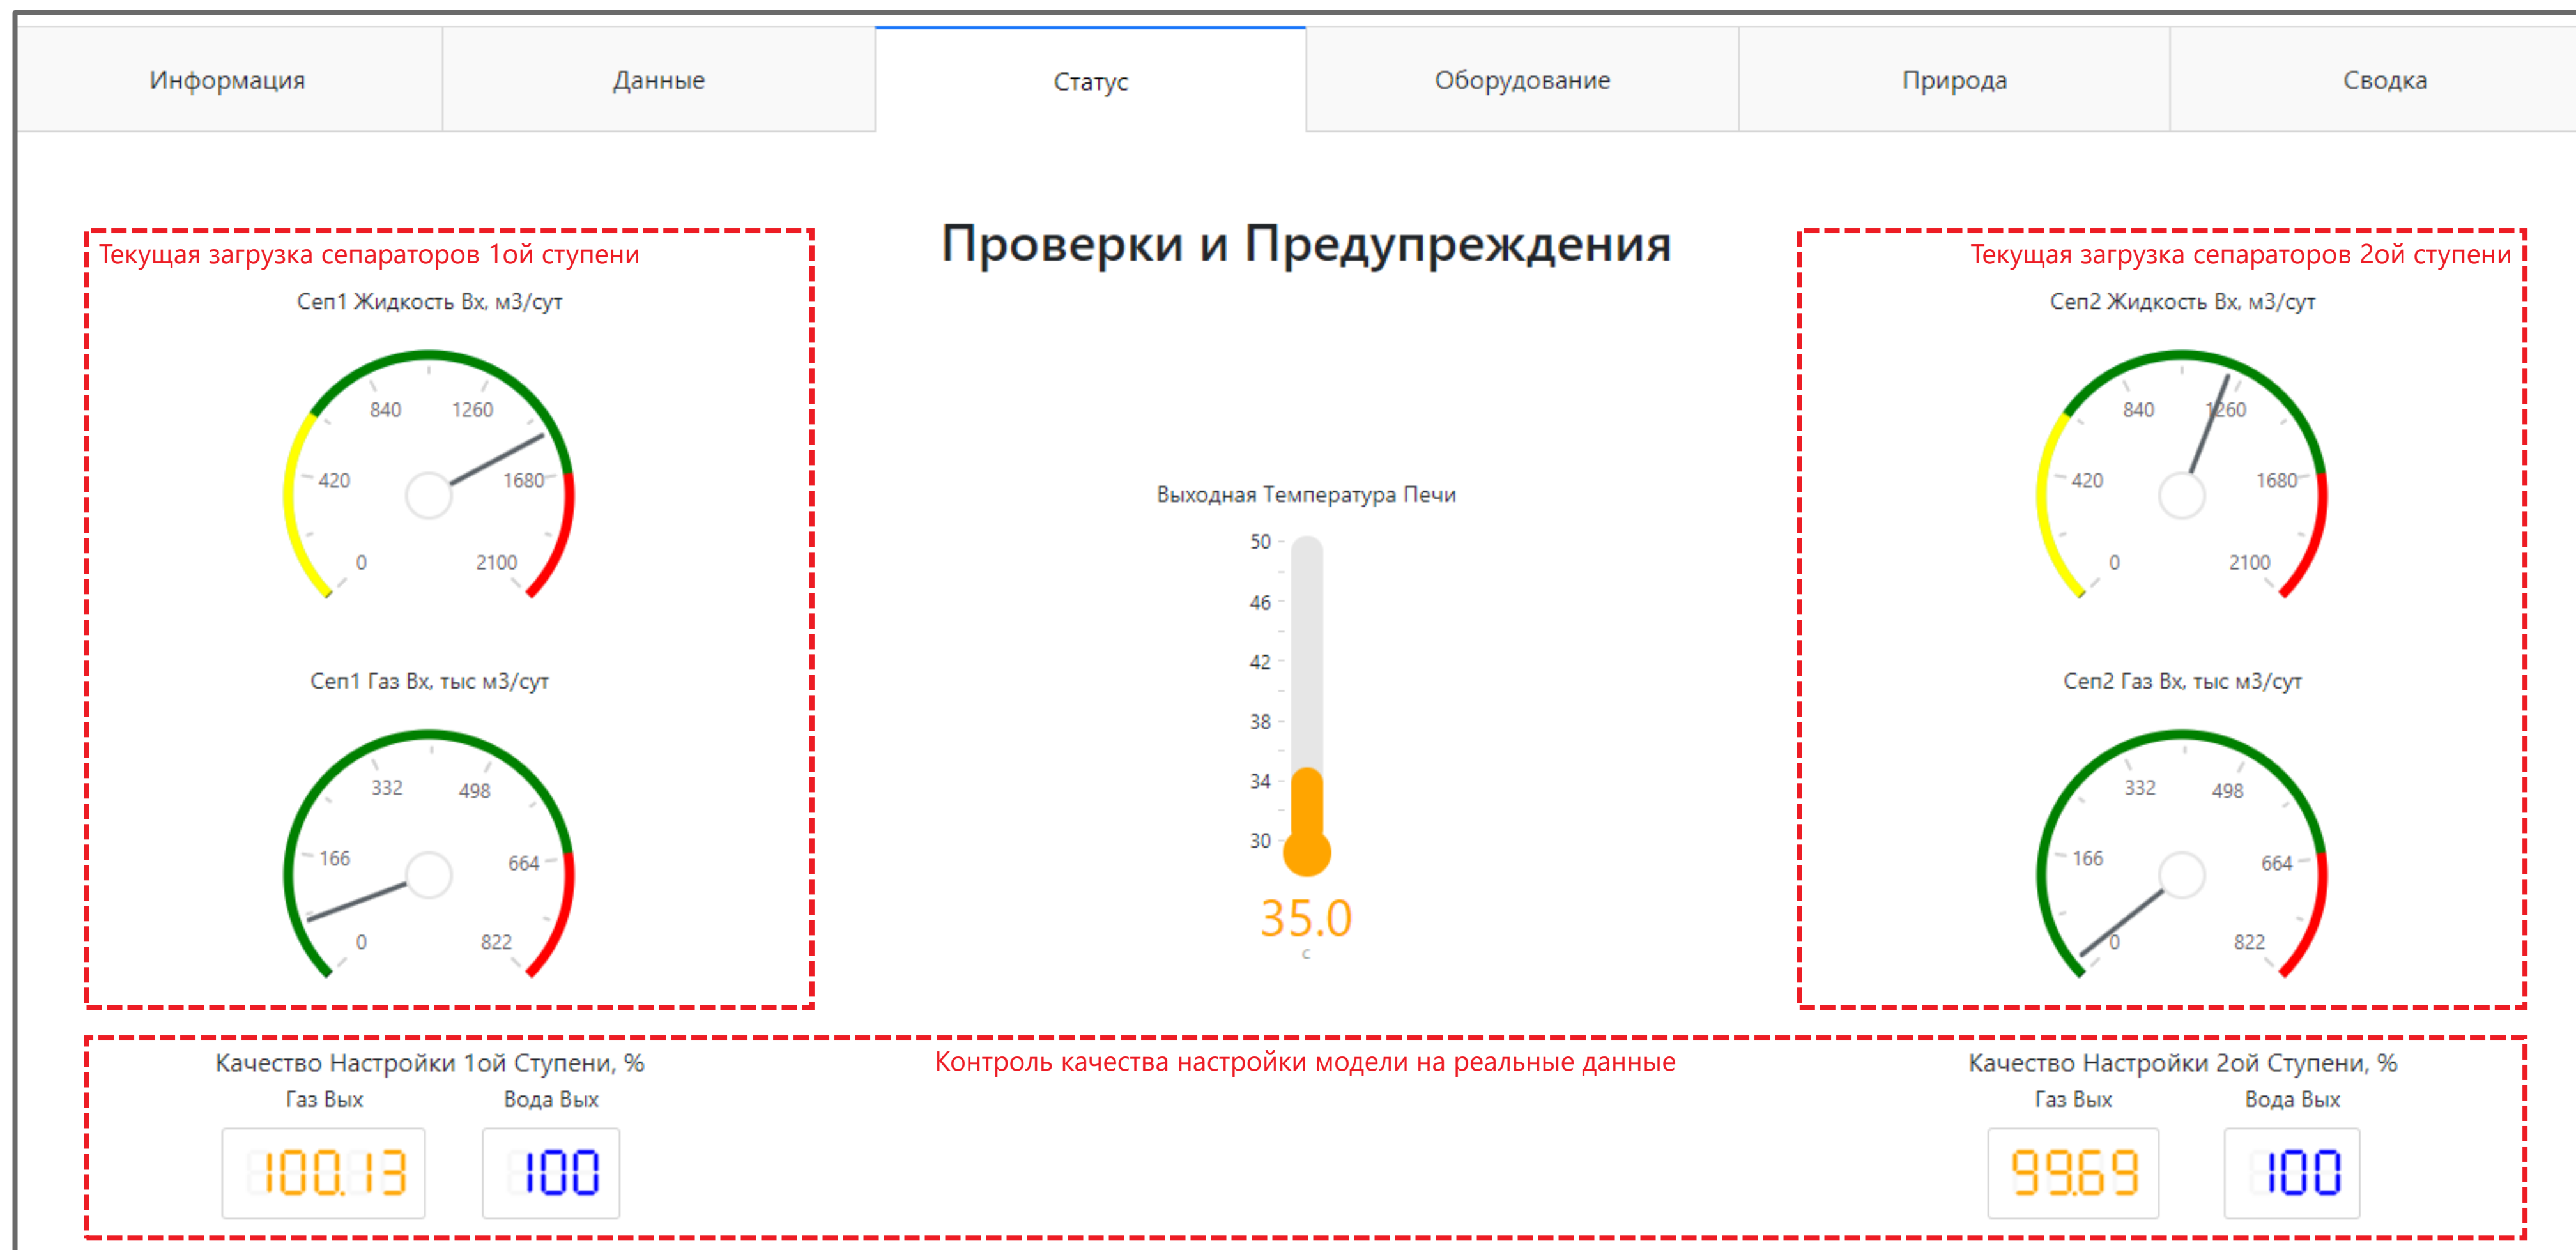 Информация
Данные
Статус
Оборудование
Природа
Сводка
Проверки и Предупреждения
Текущая загрузка сепараторов 1ой ступени
Сеп1 Жидкость Вх, м3/сут
0
420
840
1260
1680
2100
Сеп1 Газ Вх, тыс м3/сут
0
166
332
498
664
822
Выходная Температура Печи
50
46
42
38
34
30
35.0
c
Текущая загрузка сепараторов 2ой ступени
Сеп2 Жидкость Вх, м3/сут
0
420
840
1260
1680
2100
Сеп2 Газ Вх, тыс м3/сут
0
166
332
498
664
822
Контроль качества настройки модели на реальные данные
Качество Настройки 1ой Ступени, %
Газ Вых
Вода Вых
100.13
100
Качество Настройки 2ой Ступени, %
Газ Вых
Вода Вых
99.69
100